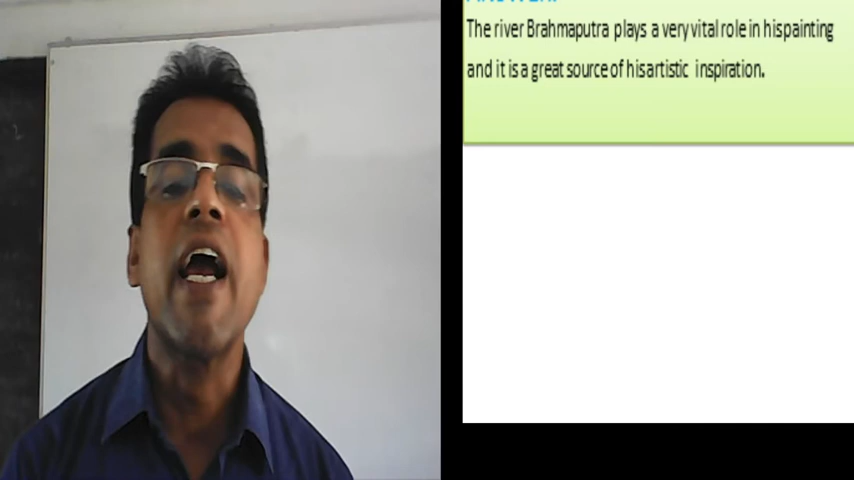 The river Brahmaputra plays a very vital role in hispainting
and it is a great source of hisartistic inspiration.